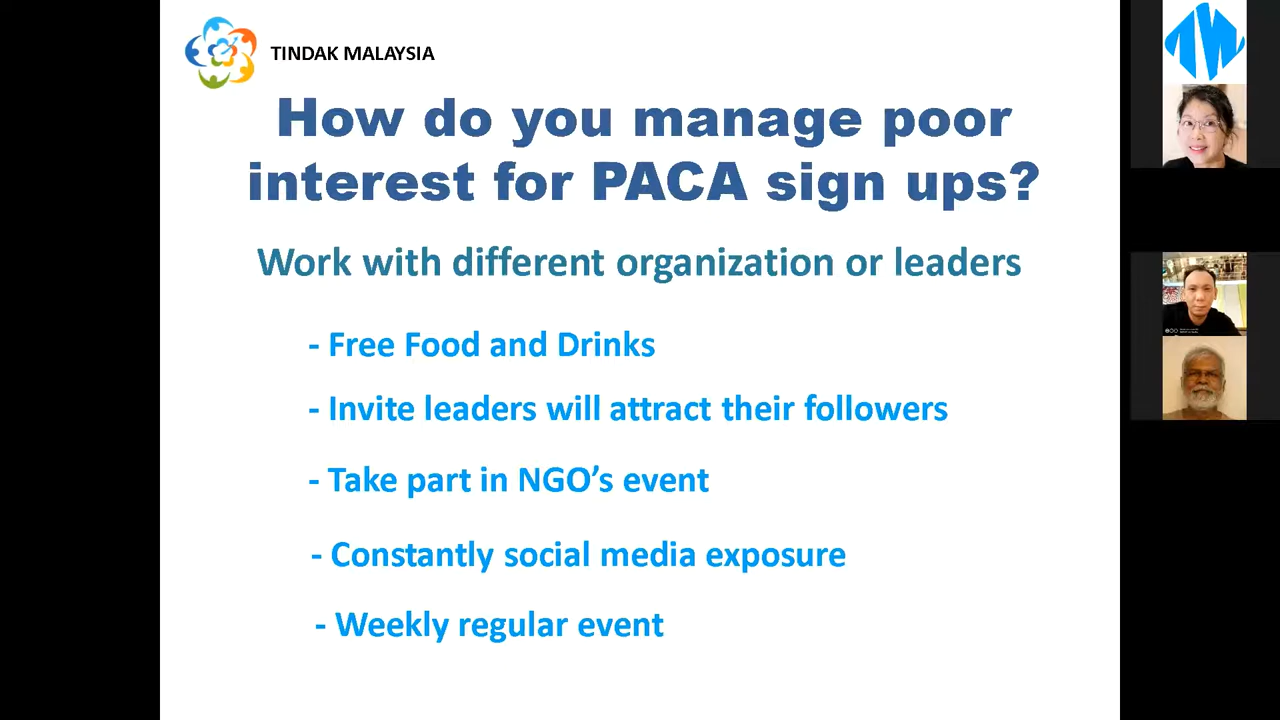 TINDAK MALAYSIA
How do you manage poor
interest for PACA sign ups?
Work with different organization or leaders
- Free Food and Drinks
- Invite leaders will attract their followers
- Take part in NGO’s event
- Constantly social media exposure
- Weekly regular event